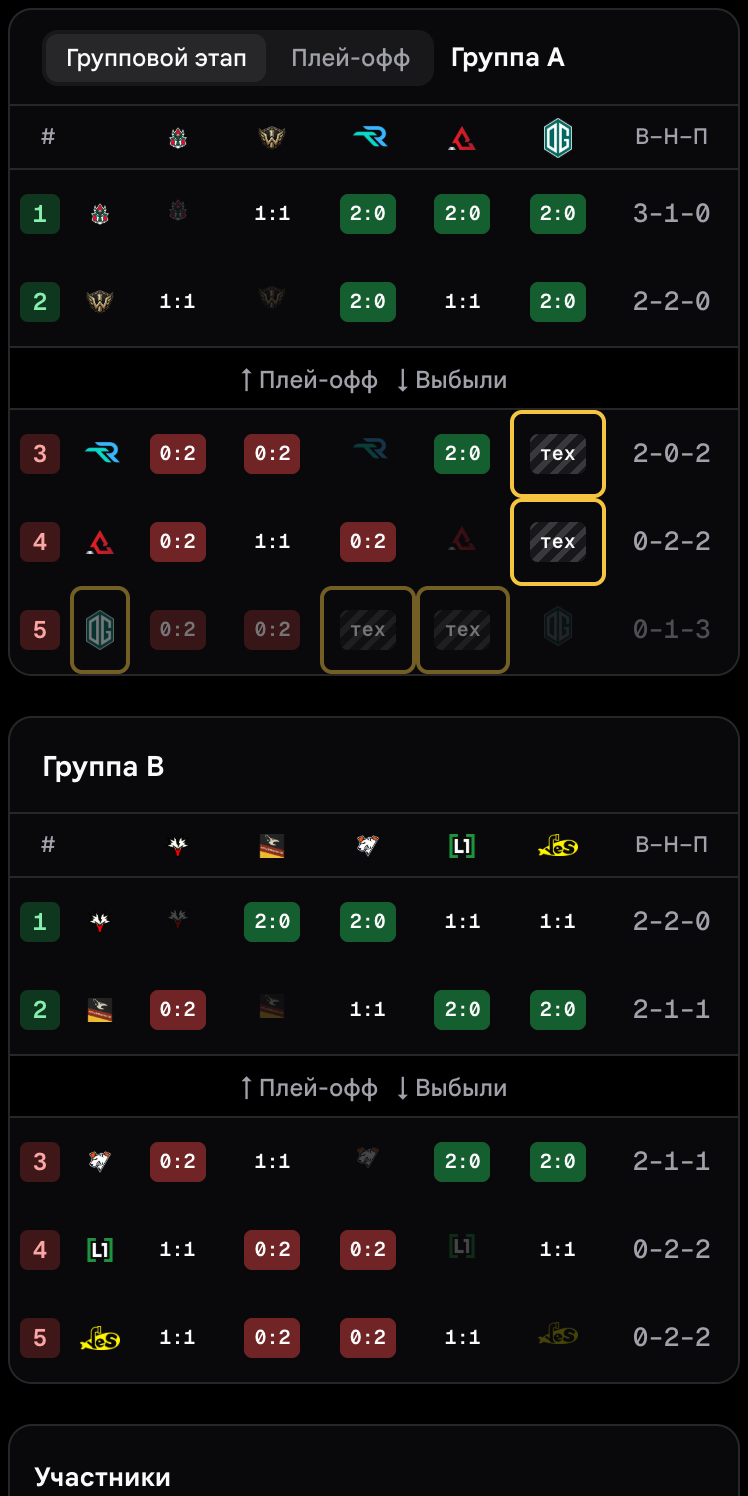 Групповой этап Плей-офф Группа A
# OG В–Н–П
1 1:1 2:0 2:0 2:0 3-1-0
2 1:1 2:0 1:1 2:0 2-2-0
↑ Плей-офф ↓ Выбыли
3 0:2 0:2 2:0 тех 2-0-2
4 0:2 1:1 0:2 тех 0-2-2
5 OG 0:2 0:2 тех тех OG 0-1-3
Группа B
# L1 В–Н–П
1 2:0 2:0 1:1 1:1 2-2-0
2 0:2 1:1 2:0 2:0 2-1-1
↑ Плей-офф ↓ Выбыли
3 0:2 1:1 2:0 2:0 2-1-1
4 L1 1:1 0:2 0:2 L1 1:1 0-2-2
5 1:1 0:2 0:2 1:1 0-2-2
Участники